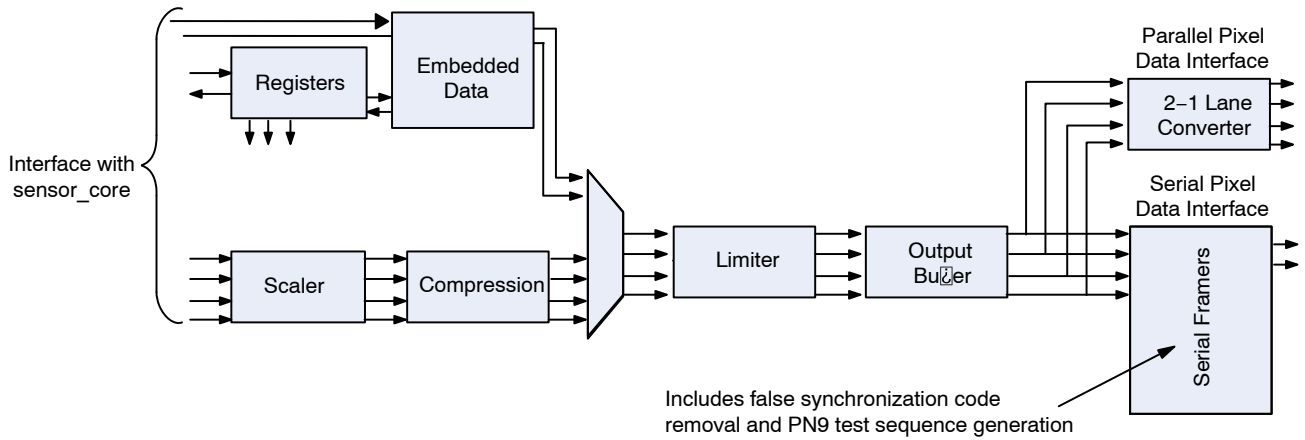 Interface with
sensor_core
Registers
Embedded
Data
Scaler
Compression
Limiter
Output
Parallel Pixel
Data Interface
2−1 Lane
Converter
Serial Pixel
Data Interface
Serial Framers
Includes false synchronization code
removal and PN9 test sequence generation